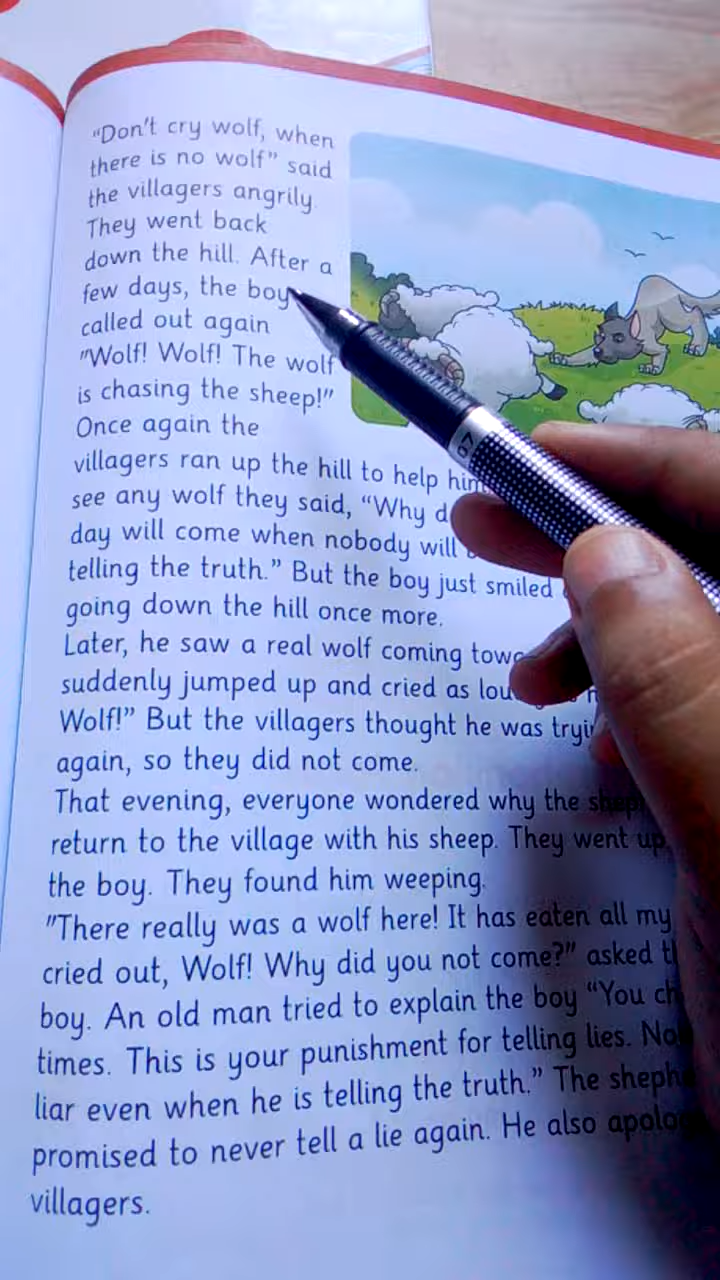 "Don't cry wolf, when
there is no wolf" said
the villagers angrily.
They went back
down the hill. After a
few days, the boy
called out again
"Wolf! Wolf! The wolf
is chasing the sheep!"
Once again the
villagers ran up the hill to help him
see any wolf they said, "Why
day will come when nobody will
telling the truth." But the boy just smiled
going down the hill once more.
Later, he saw a real wolf coming
suddenly jumped up and cried as
Wolf!" But the villagers thought he was
again, so they did not come.
That evening, everyone wondered why the
return to the village with his sheep. They went up
the boy. They found him weeping.
"There really was a wolf here! It has eaten all my
cried out, Wolf! Why did you not come?" asked
boy. An old man tried to explain the boy "You
times. This is your punishment for telling lies.
liar even when he is telling the truth." The
promised to never tell a lie again. He also
villagers.
67